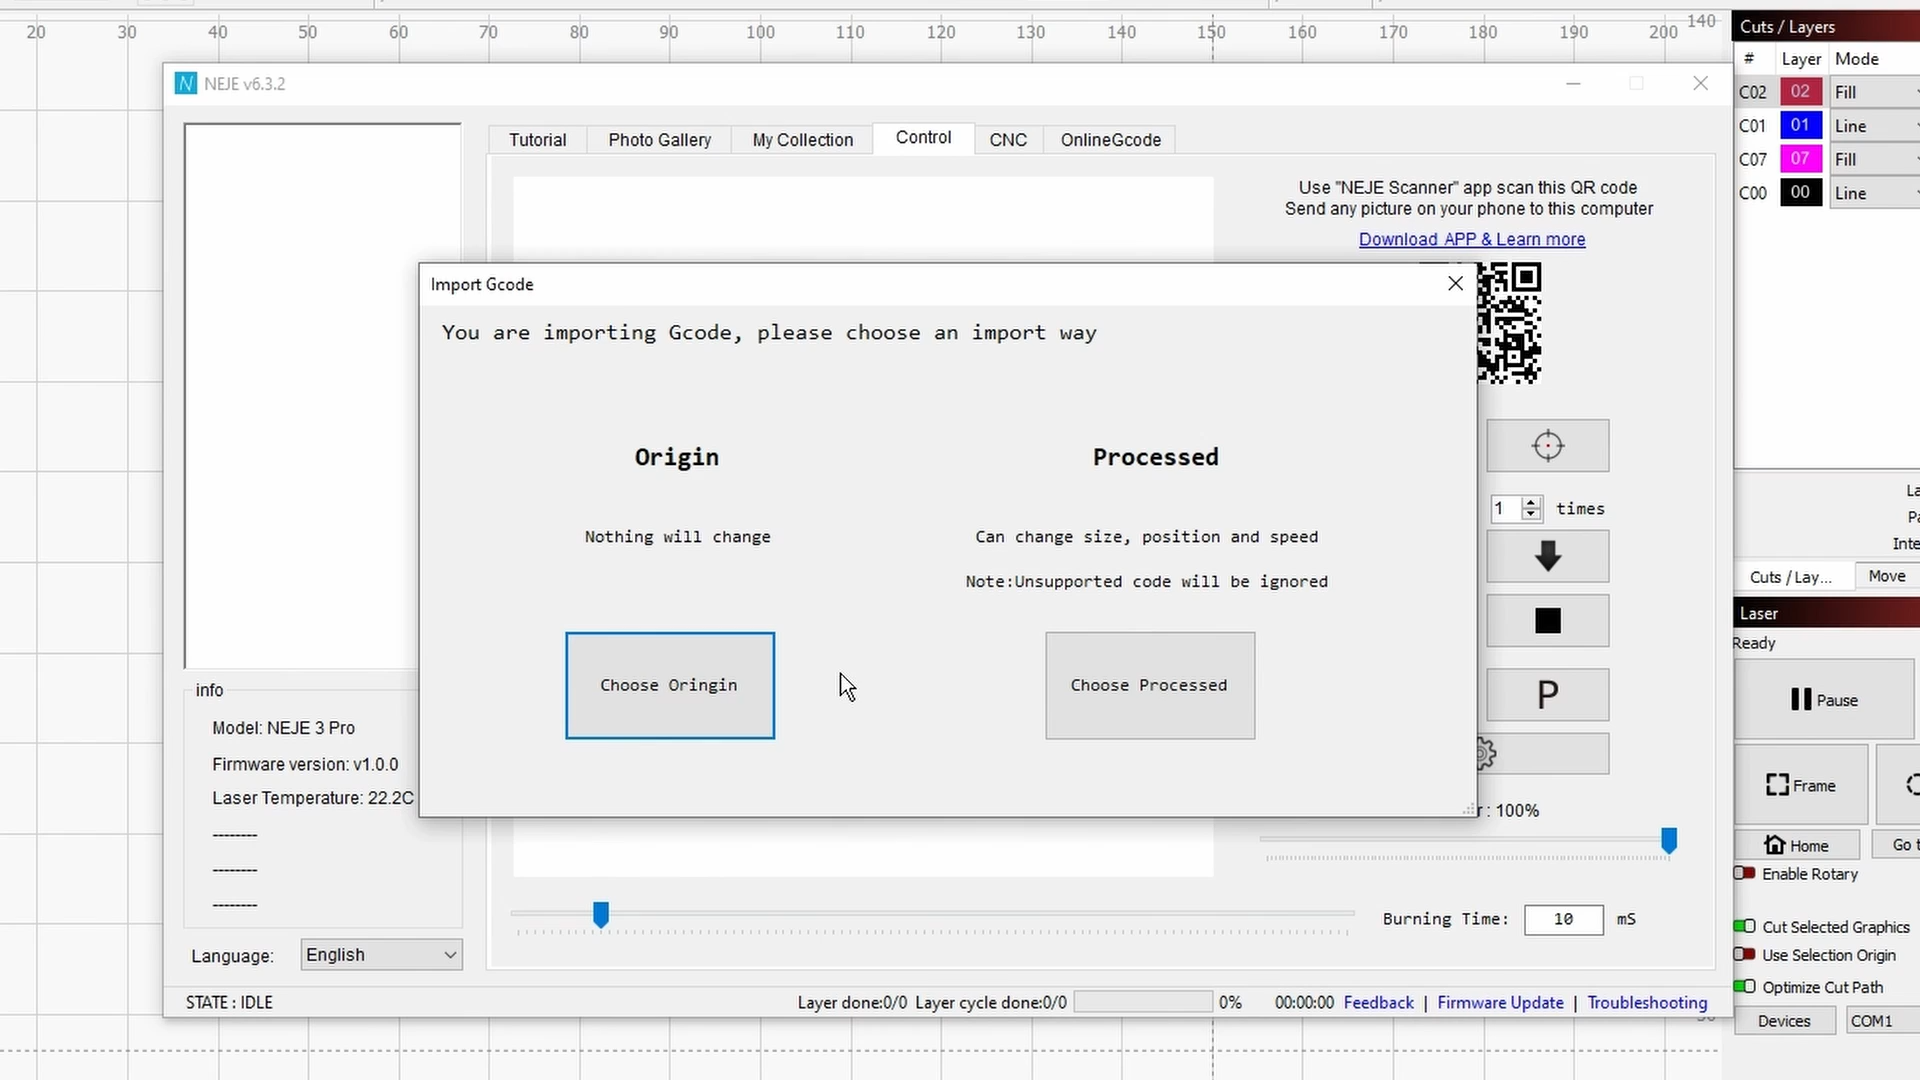 20 30 40 50 60 70 80 90 100 110 120 130 140 150 160 170 180 190 200
140
NEJE v6.3.2
Tutorial
Photo Gallery
My Collection
Control
CNC
OnlineGcode
Use "NEJE Scanner" app scan this QR code
Send any picture on your phone to this computer
Download APP & Learn more
Import Gcode
You are importing Gcode, please choose an import way
Origin
Processed
Nothing will change
Can change size, position and speed
Note:Unsupported code will be ignored
Choose Oringin
Choose Processed
1 times
P
r: 100%
info
Model: NEJE 3 Pro
Firmware version: v1.0.0
Laser Temperature: 22.2C
--------
--------
--------
Language: English
Burning Time: 10 mS
STATE : IDLE
Layer done:0/0 Layer cycle done:0/0 0% 00:00:00 Feedback | Firmware Update | Troubleshooting
Cuts / Layers
# Layer Mode
C02 02 Fill
C01 01 Line
C07 07 Fill
C00 00 Line
La
Pa
Inte
Cuts / Lay...
Move
Laser
Ready
Pause
Frame
Home
Go t
Enable Rotary
Cut Selected Graphics
Use Selection Origin
Optimize Cut Path
Devices
COM1